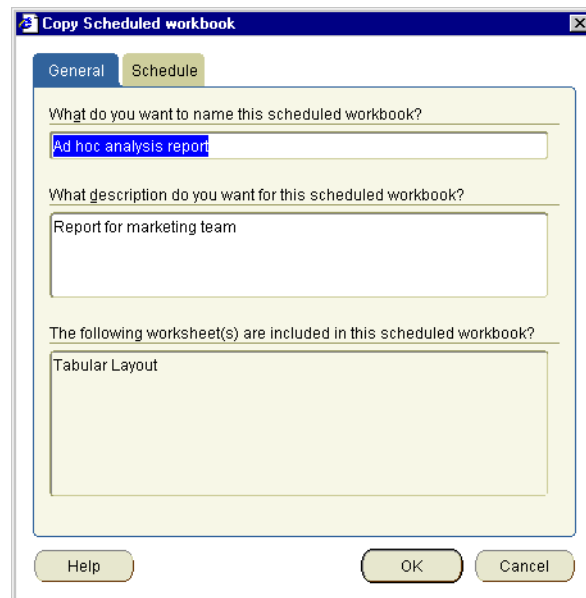 Copy Scheduled workbook
General
Schedule
What do you want to name this scheduled workbook?
Ad hoc analysis report
What description do you want for this scheduled workbook?
Report for marketing team
The following worksheet(s) are included in this scheduled workbook?
Tabular Layout
Help
OK
Cancel